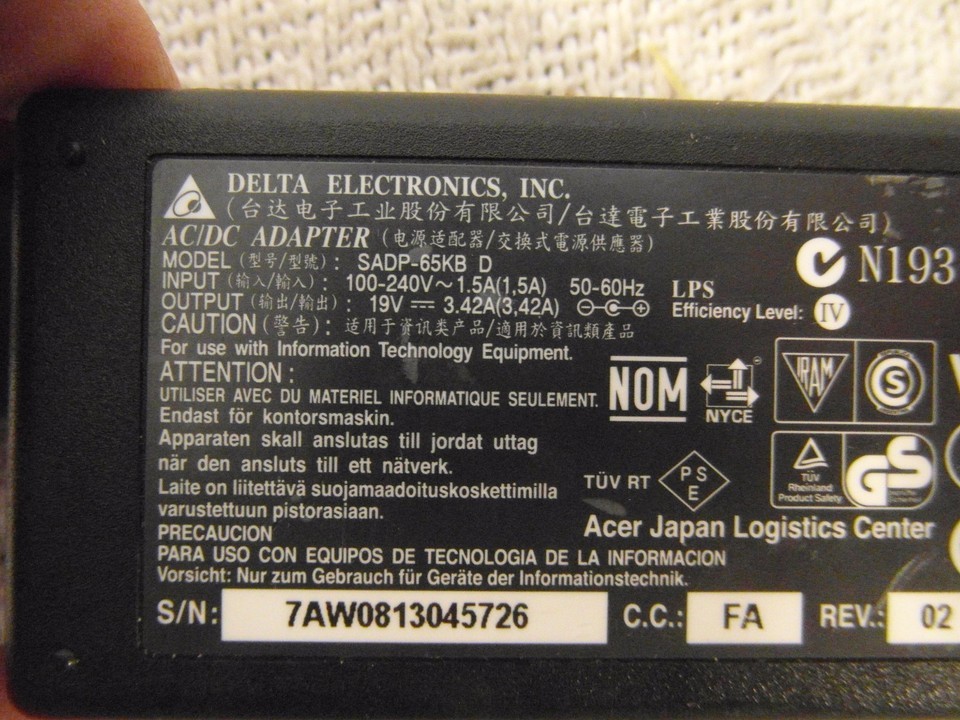 DELTA ELECTRONICS, INC.
(台达电子工业股份有限公司/台達電子工業股份有限公司)
AC/DC ADAPTER (电源适配器/交换式電源供應器)
MODEL (型号/型號): SADP-65KB D
INPUT (输入/輸入): 100-240V~1.5A(1,5A) 50-60Hz
OUTPUT (输出/輸出): 19V ⎓ 3.42A(3,42A)
LPS
Efficiency Level: IV
N193
CAUTION (警告): 适用于资讯类产品/適用於資訊類產品
For use with Information Technology Equipment.
ATTENTION:
UTILISER AVEC DU MATERIEL INFORMATIQUE SEULEMENT.
Endast för kontorsmaskin.
Apparaten skall anslutas till jordat uttag
när den ansluts till ett nätverk.
Laite on liitettävä suojamaadoituskoskettimilla
varustettuun pistorasiaan.
PRECAUCION
PARA USO CON EQUIPOS DE TECNOLOGIA DE LA INFORMACION
Vorsicht: Nur zum Gebrauch für Geräte der Informationstechnik.
NOM
NYCE
IRAM
S
TÜV RT
PS
E
TÜV
Rheinland
Product Safety
GS
Acer Japan Logistics Center
S/N: 7AW0813045726 C.C.: FA REV.: 02